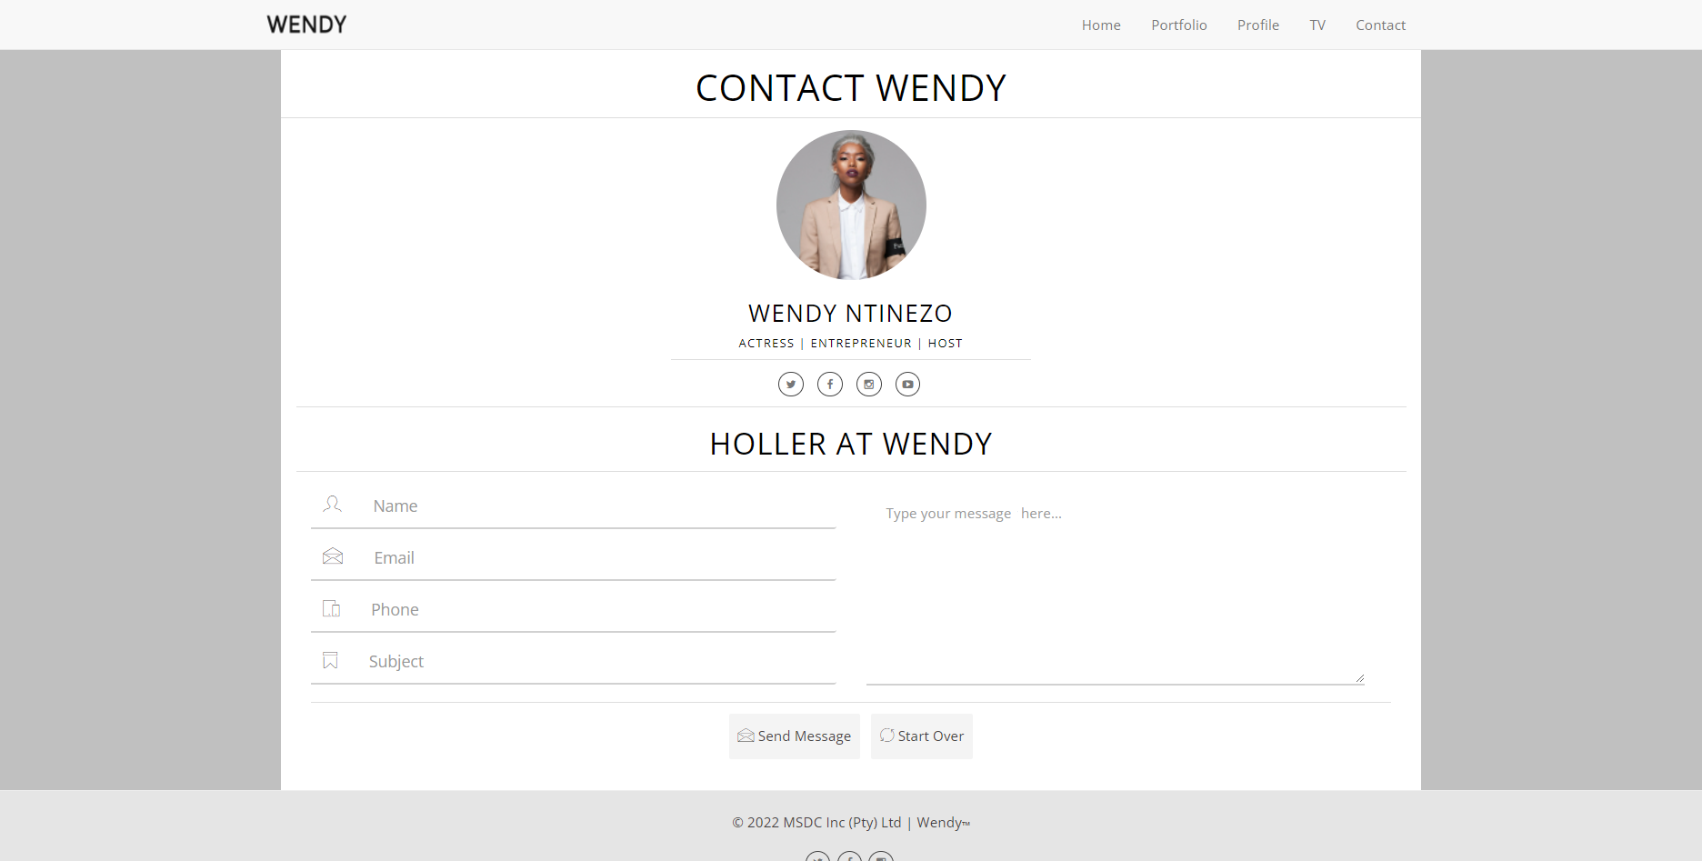 WENDY
Home Portfolio Profile TV Contact
CONTACT WENDY
WENDY NTINEZO
ACTRESS | ENTREPRENEUR | HOST
HOLLER AT WENDY
Name
Email
Phone
Subject
Type your message here...
Send Message
Start Over
© 2022 MSDC Inc (Pty) Ltd | Wendy™